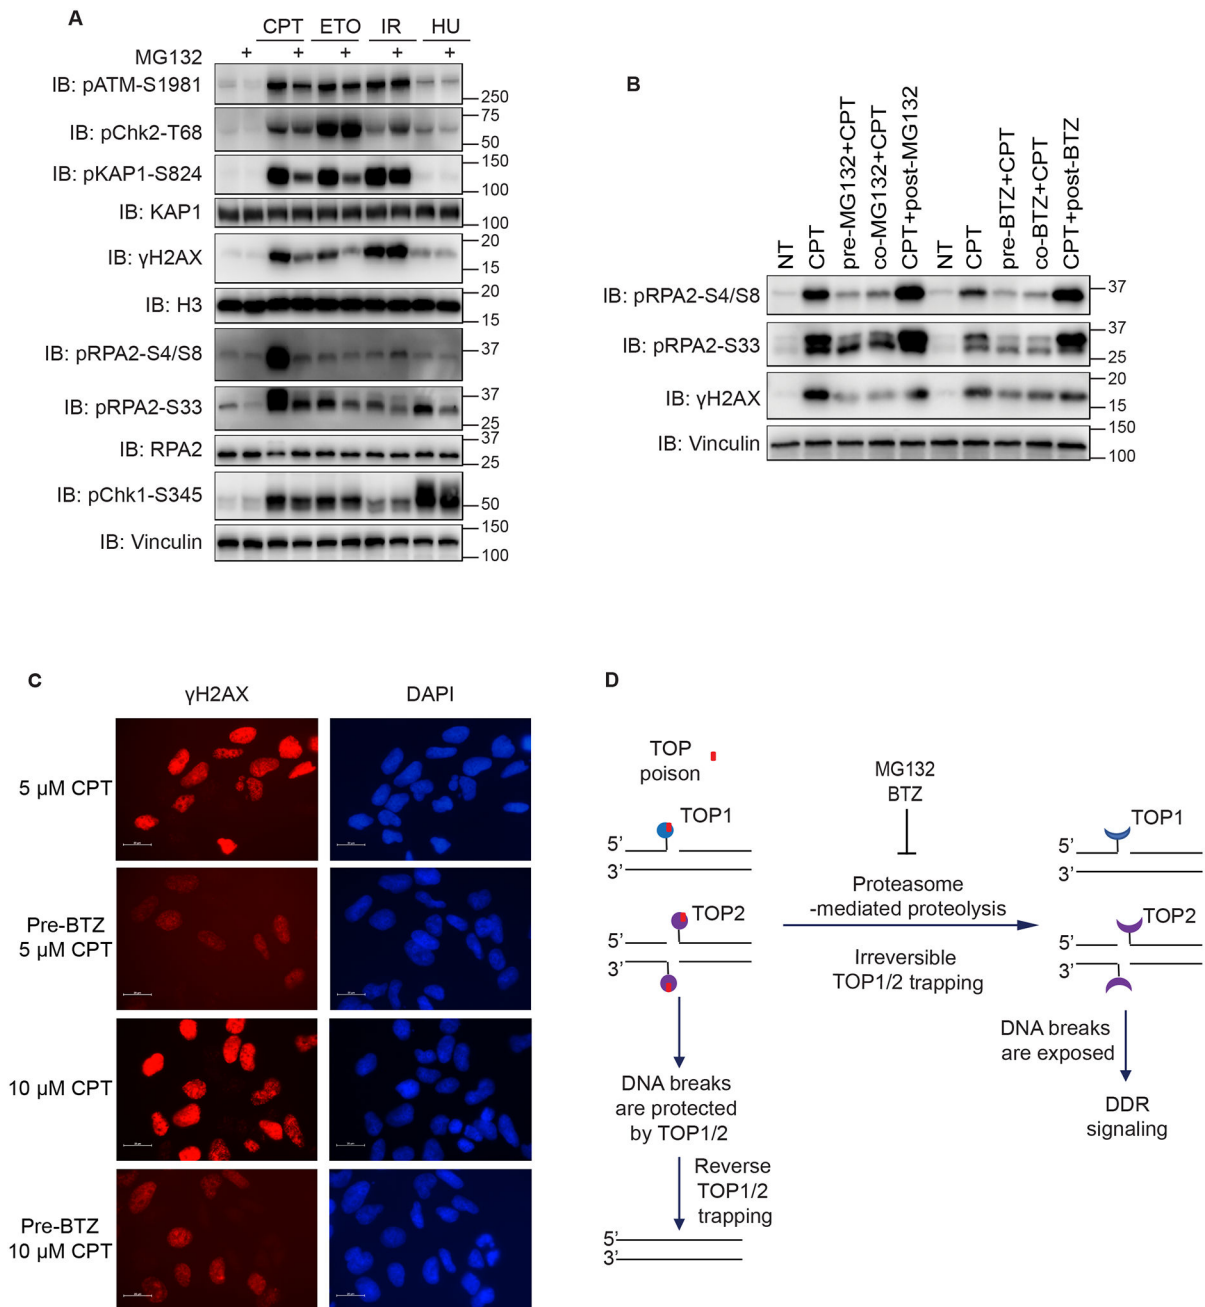 A
CPT ETO IR HU
MG132 + + + + +
IB: pATM-S1981
250
IB: pChk2-T68
75
50
IB: pKAP1-S824
150
100
IB: KAP1
100
IB: γH2AX
20
15
IB: H3
20
15
IB: pRPA2-S4/S8
37
IB: pRPA2-S33
37
25
IB: RPA2
37
25
IB: pChk1-S345
50
IB: Vinculin
150
100
B
NT
CPT
pre-MG132+CPT
co-MG132+CPT
CPT+post-MG132
NT
CPT
pre-BTZ+CPT
co-BTZ+CPT
CPT+post-BTZ
IB: pRPA2-S4/S8
37
IB: pRPA2-S33
37
25
IB: γH2AX
20
15
IB: Vinculin
150
100
C
γH2AX DAPI
5 µM CPT
Pre-BTZ
5 µM CPT
10 µM CPT
Pre-BTZ
10 µM CPT
D
TOP
poison
TOP1
5’
3’
TOP2
5’
3’
MG132
BTZ
Proteasome
-mediated proteolysis
Irreversible
TOP1/2 trapping
TOP1
5’
3’
TOP2
5’
3’
DNA breaks
are exposed
DDR
signaling
DNA breaks
are protected
by TOP1/2
Reverse
TOP1/2
trapping
5’
3’